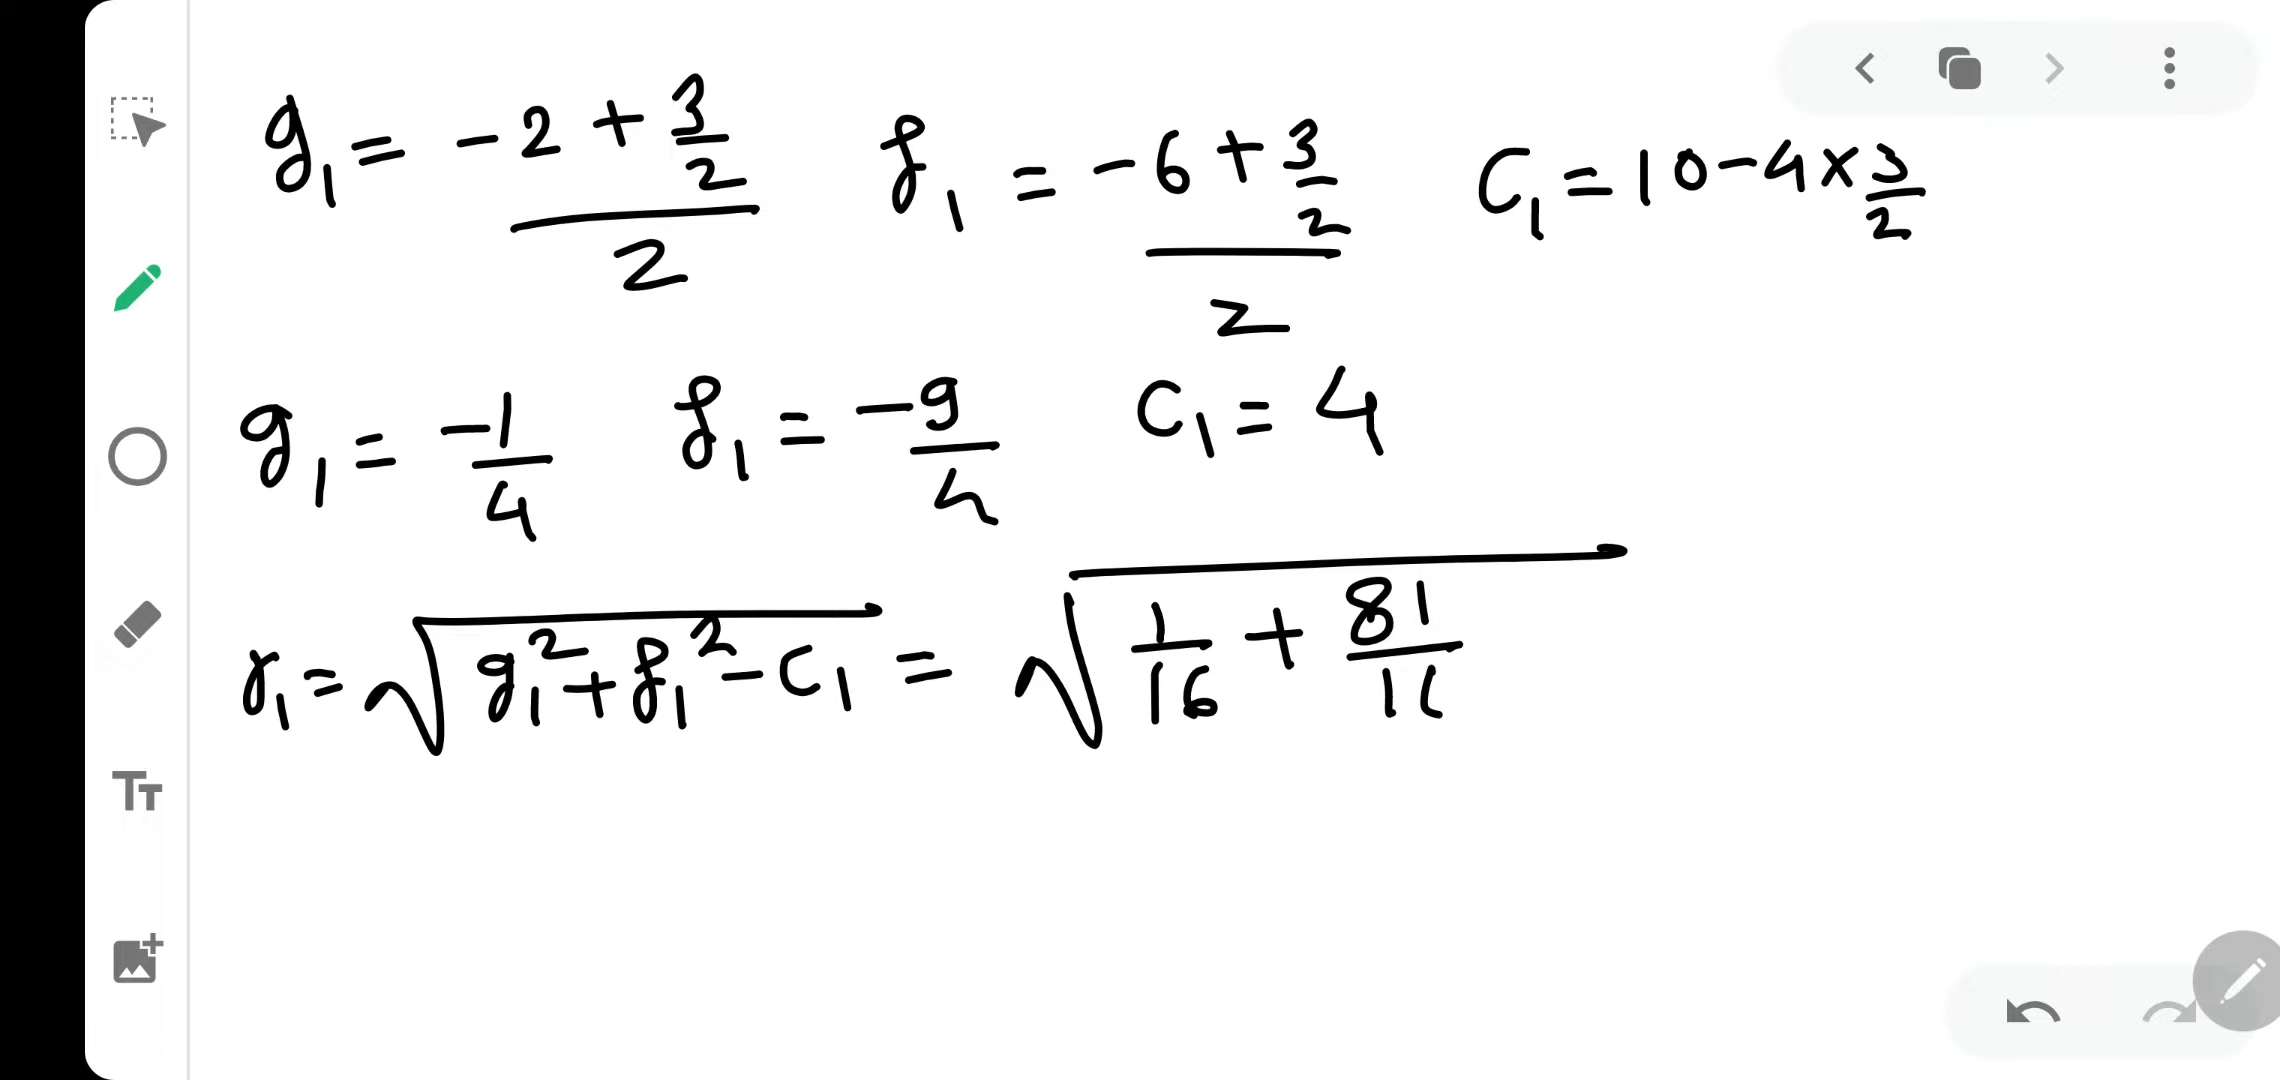 g₁ = (-2 + 3/2)/2 f₁ = (-6 + 3/2)/2 C₁ = 10 - 4 × 3/2
g₁ = -1/4 f₁ = -9/4 C₁ = 4
r₁ = √(g₁² + f₁² - C₁) = √(1/16 + 81/16
TT